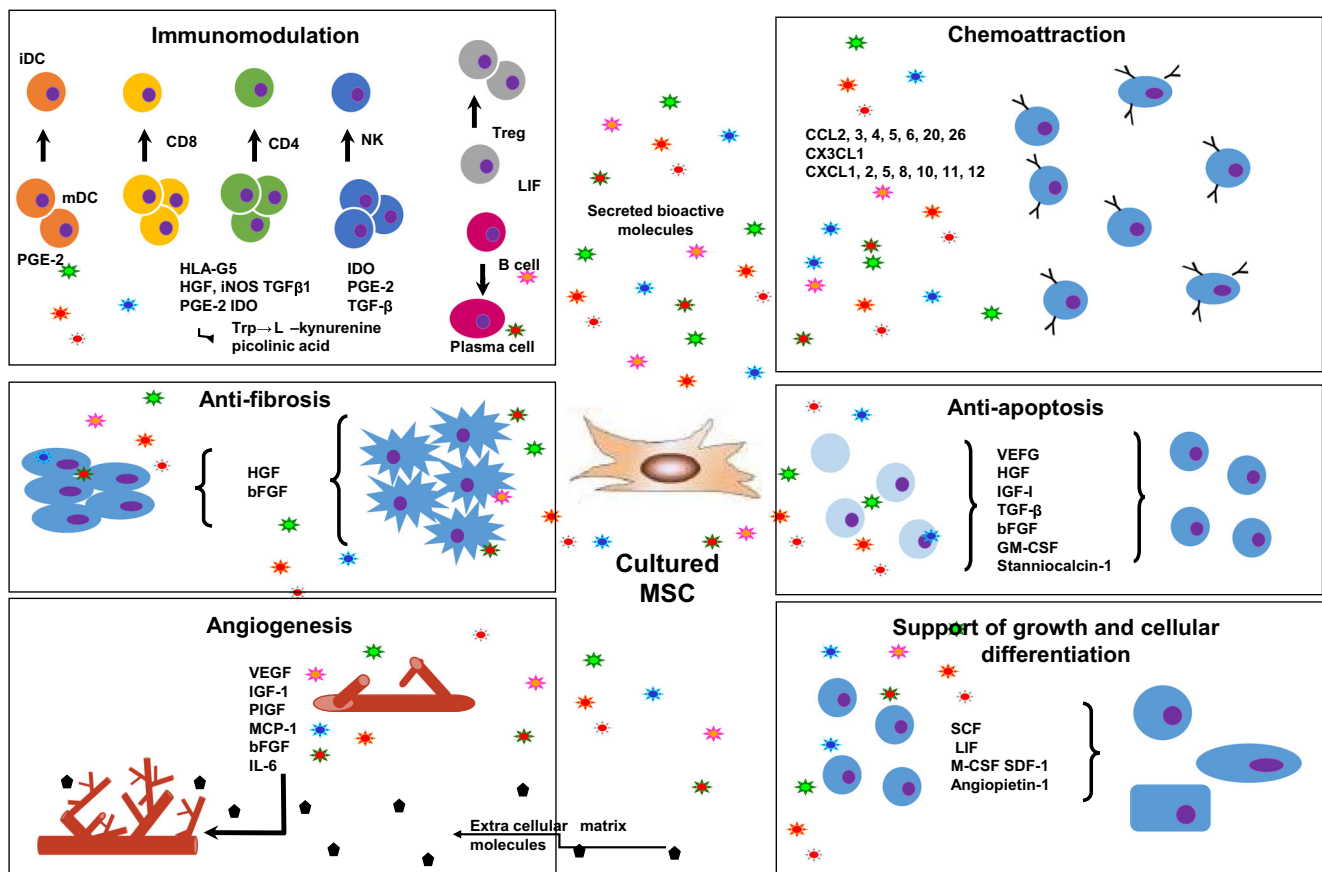 Immunomodulation
iDC
CD8
CD4
NK
Treg
LIF
mDC
PGE-2
B cell
HLA-G5
HGF, iNOS TGFβ1
PGE-2 IDO
Trp→L –kynurenine
picolinic acid
IDO
PGE-2
TGF-β
Plasma cell
Secreted bioactive
molecules
Chemoattraction
CCL2, 3, 4, 5, 6, 20, 26
CX3CL1
CXCL1, 2, 5, 8, 10, 11, 12
Anti-fibrosis
HGF
bFGF
Cultured
MSC
Anti-apoptosis
VEFG
HGF
IGF-I
TGF-β
bFGF
GM-CSF
Stanniocalcin-1
Angiogenesis
VEGF
IGF-1
PIGF
MCP-1
bFGF
IL-6
Extra cellular matrix
molecules
Support of growth and cellular
differentiation
SCF
LIF
M-CSF SDF-1
Angiopietin-1